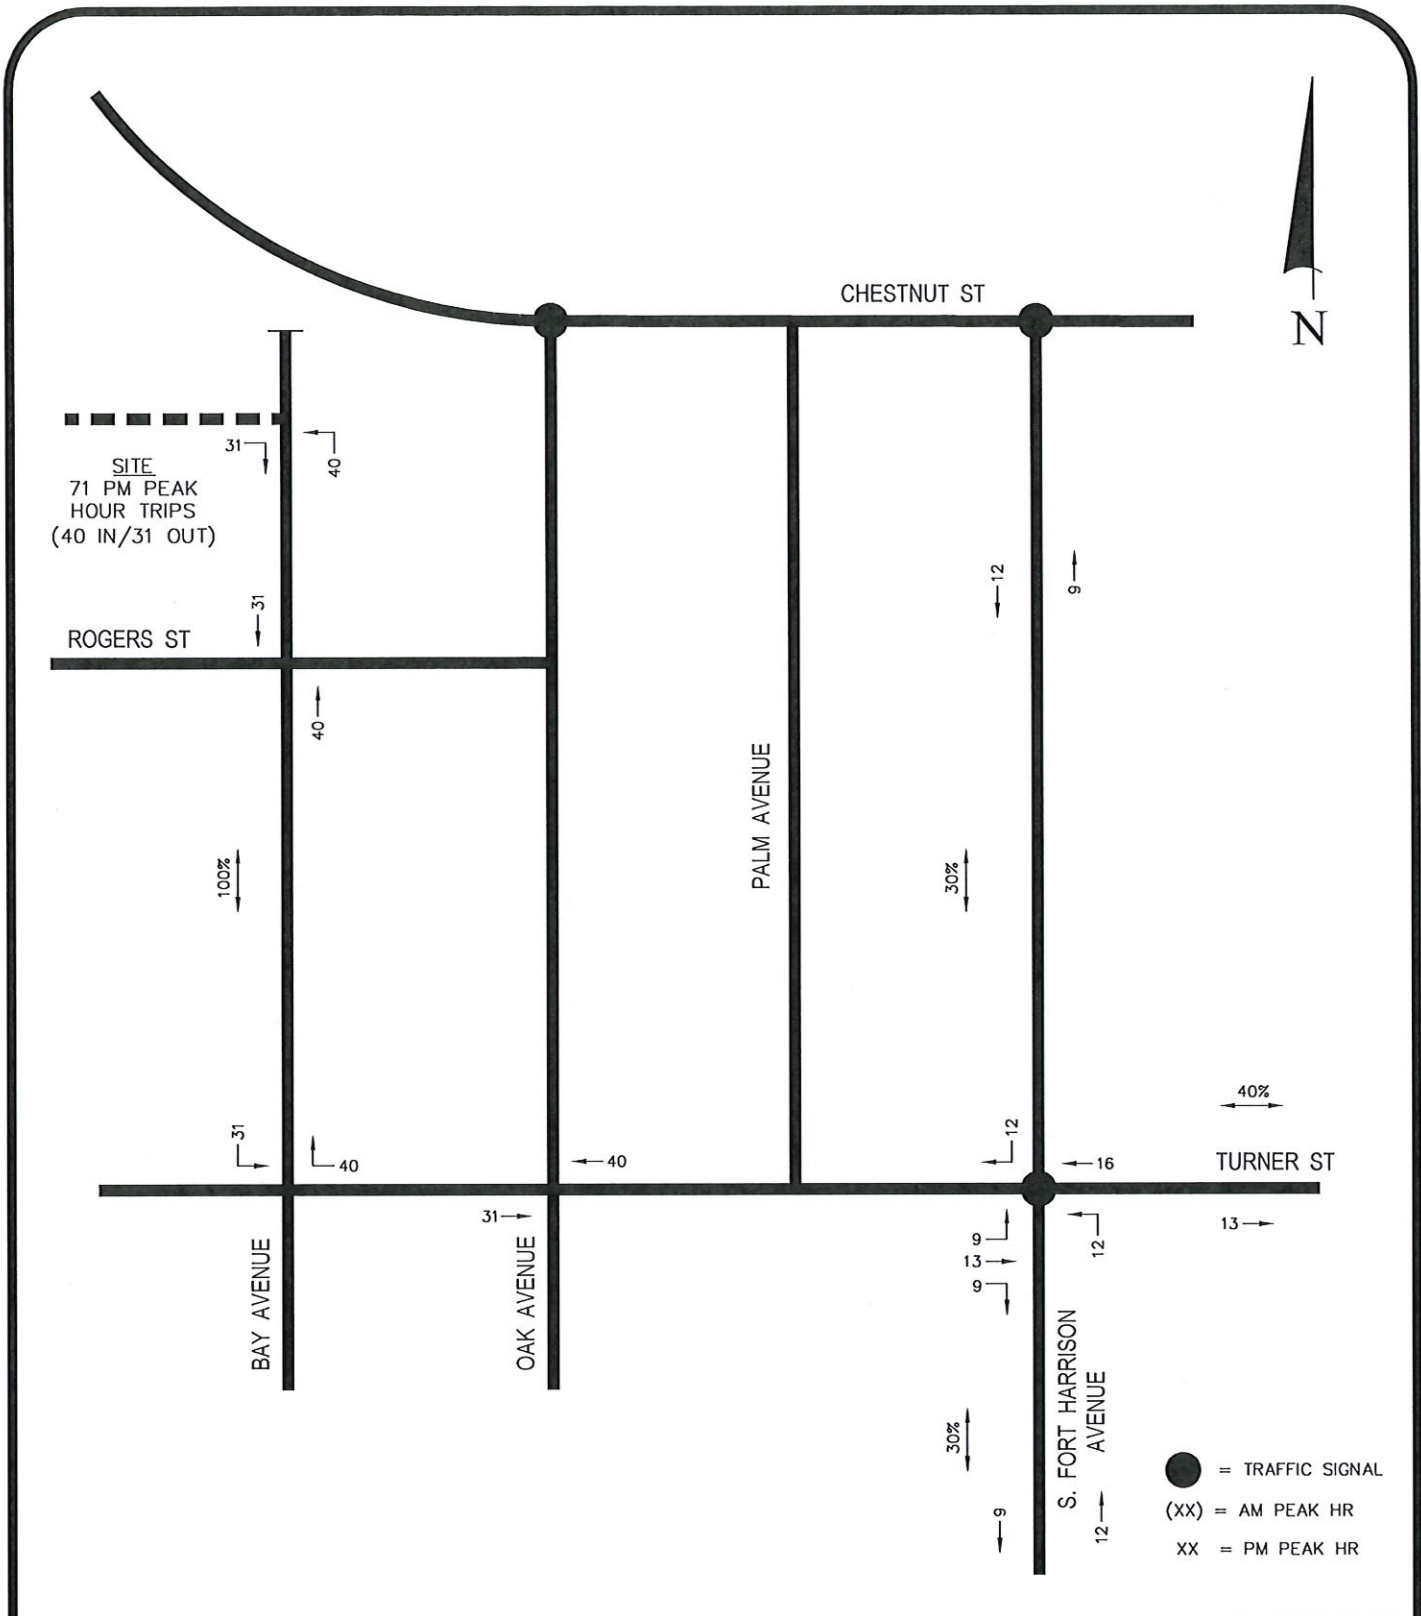 CHESTNUT ST
N
31
40
SITE
71 PM PEAK
HOUR TRIPS
(40 IN/31 OUT)
12
9
31
ROGERS ST
40
PALM AVENUE
100%
30%
40%
31
40
40
12
16
TURNER ST
31
9
13
9
12
13
BAY AVENUE
OAK AVENUE
S. FORT HARRISON
AVENUE
30%
9
12
= TRAFFIC SIGNAL
(XX) = AM PEAK HR
XX = PM PEAK HR